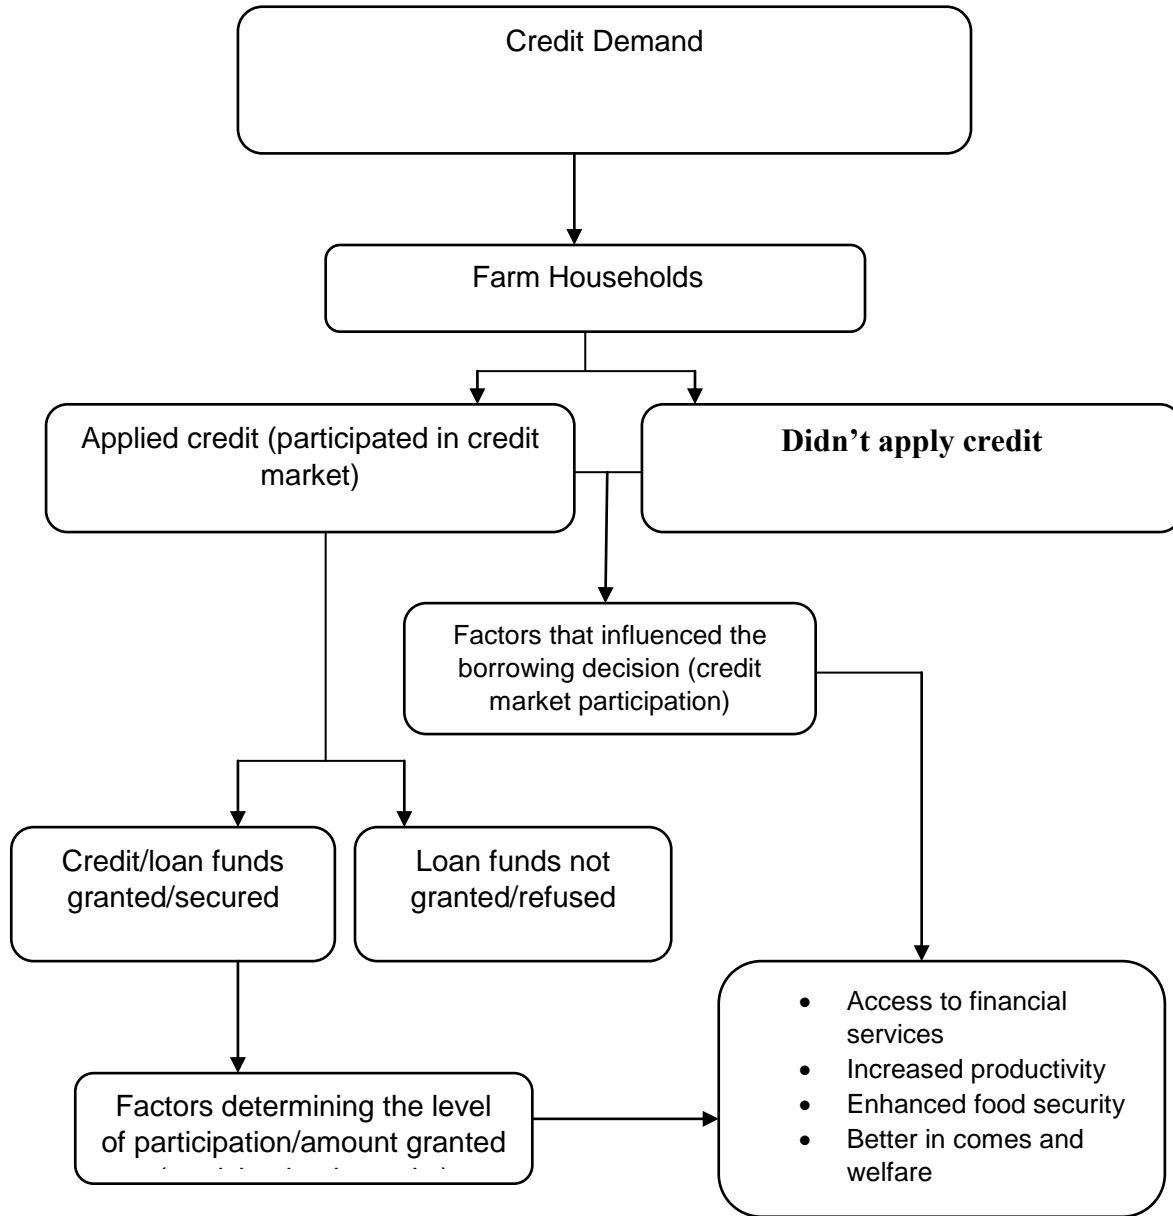 Credit Demand
Farm Households
Applied credit (participated in credit
market)
Didn’t apply credit
Factors that influenced the
borrowing decision (credit
market participation)
Credit/loan funds
granted/secured
Loan funds not
granted/refused
• Access to financial
services
• Increased productivity
• Enhanced food security
• Better in comes and
welfare
Factors determining the level
of participation/amount granted